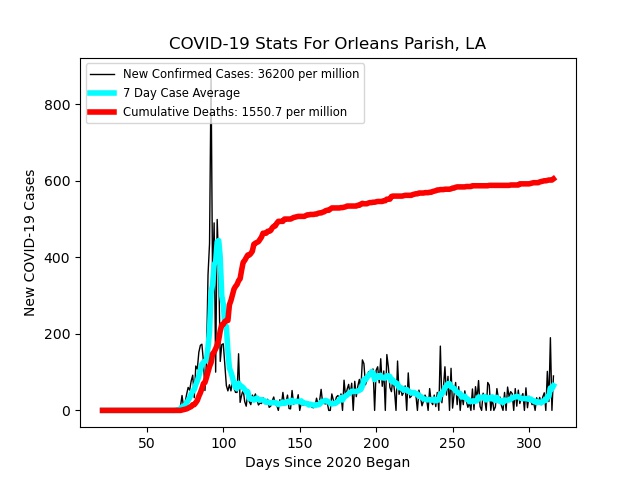 COVID-19 Stats For Orleans Parish, LA
New Confirmed Cases: 36200 per million
7 Day Case Average
Cumulative Deaths: 1550.7 per million
New COVID-19 Cases
800
600
400
200
0
50 100 150 200 250 300
Days Since 2020 Began